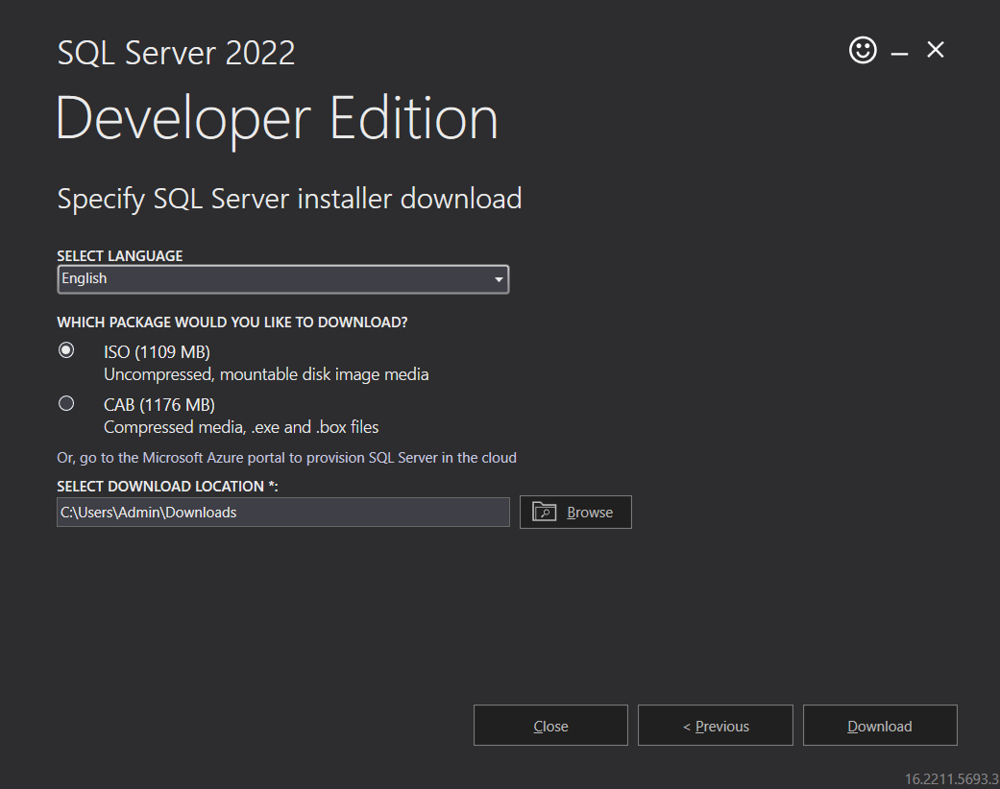 SQL Server 2022
Developer Edition
Specify SQL Server installer download
SELECT LANGUAGE
English
WHICH PACKAGE WOULD YOU LIKE TO DOWNLOAD?
ISO (1109 MB)
Uncompressed, mountable disk image media
CAB (1176 MB)
Compressed media, .exe and .box files
Or, go to the Microsoft Azure portal to provision SQL Server in the cloud
SELECT DOWNLOAD LOCATION *:
C:\Users\Admin\Downloads
Browse
Close
< Previous
Download
16.2211.5693.3